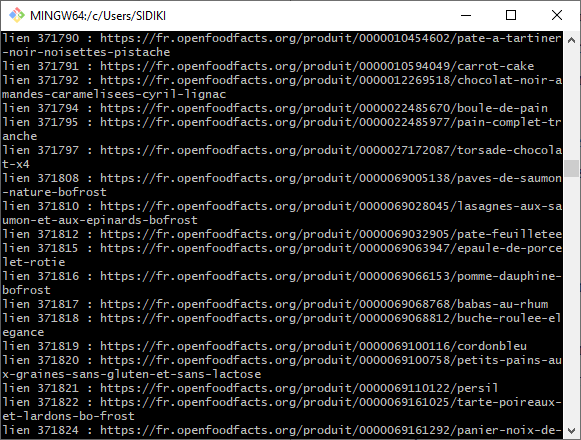 MINGW64:/c/Users/SIDIKI
lien 371790 : https://fr.openfoodfacts.org/produit/0000010454602/pate-a-tartiner
-noir-noisettes-pistache
lien 371791 : https://fr.openfoodfacts.org/produit/0000010594049/carrot-cake
lien 371792 : https://fr.openfoodfacts.org/produit/0000012269518/chocolat-noir-a
mandes-caramelisees-cyril-lignac
lien 371794 : https://fr.openfoodfacts.org/produit/0000022485670/boule-de-pain
lien 371795 : https://fr.openfoodfacts.org/produit/0000022485977/pain-complet-tr
anche
lien 371797 : https://fr.openfoodfacts.org/produit/0000027172087/torsade-chocola
t-x4
lien 371808 : https://fr.openfoodfacts.org/produit/0000069005138/paves-de-saumon
-nature-bofrost
lien 371810 : https://fr.openfoodfacts.org/produit/0000069028045/lasagnes-aux-sa
umon-et-aux-epinards-bofrost
lien 371812 : https://fr.openfoodfacts.org/produit/0000069032905/pate-feuilletee
lien 371815 : https://fr.openfoodfacts.org/produit/0000069063947/epaule-de-porce
let-rotie
lien 371816 : https://fr.openfoodfacts.org/produit/0000069066153/pomme-dauphine-
bofrost
lien 371817 : https://fr.openfoodfacts.org/produit/0000069068768/babas-au-rhum
lien 371818 : https://fr.openfoodfacts.org/produit/0000069068812/buche-roulee-el
egance
lien 371819 : https://fr.openfoodfacts.org/produit/0000069100116/cordonbleu
lien 371820 : https://fr.openfoodfacts.org/produit/0000069100758/petits-pains-au
x-graines-sans-gluten-et-sans-lactose
lien 371821 : https://fr.openfoodfacts.org/produit/0000069110122/persil
lien 371822 : https://fr.openfoodfacts.org/produit/0000069161025/tarte-poireaux-
et-lardons-bo-frost
lien 371824 : https://fr.openfoodfacts.org/produit/0000069161292/panier-noix-de-